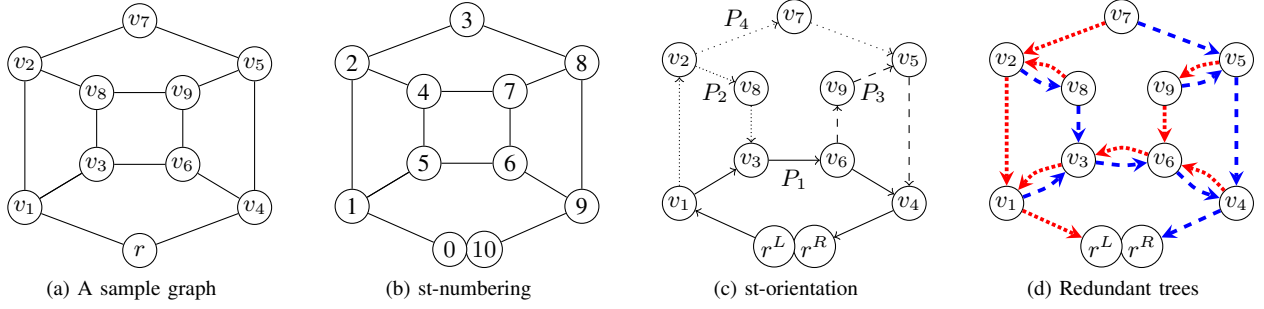 v7
v2
v5
v8
v9
v3
v6
v1
v4
r
(a) A sample graph
3
2
8
4
7
5
6
1
9
0 10
(b) st-numbering
P4
v7
v2
v5
P2
v8
v9
P3
v3
v6
P1
v1
v4
r^L r^R
(c) st-orientation
v7
v2
v5
v8
v9
v3
v6
v1
v4
r^L r^R
(d) Redundant trees